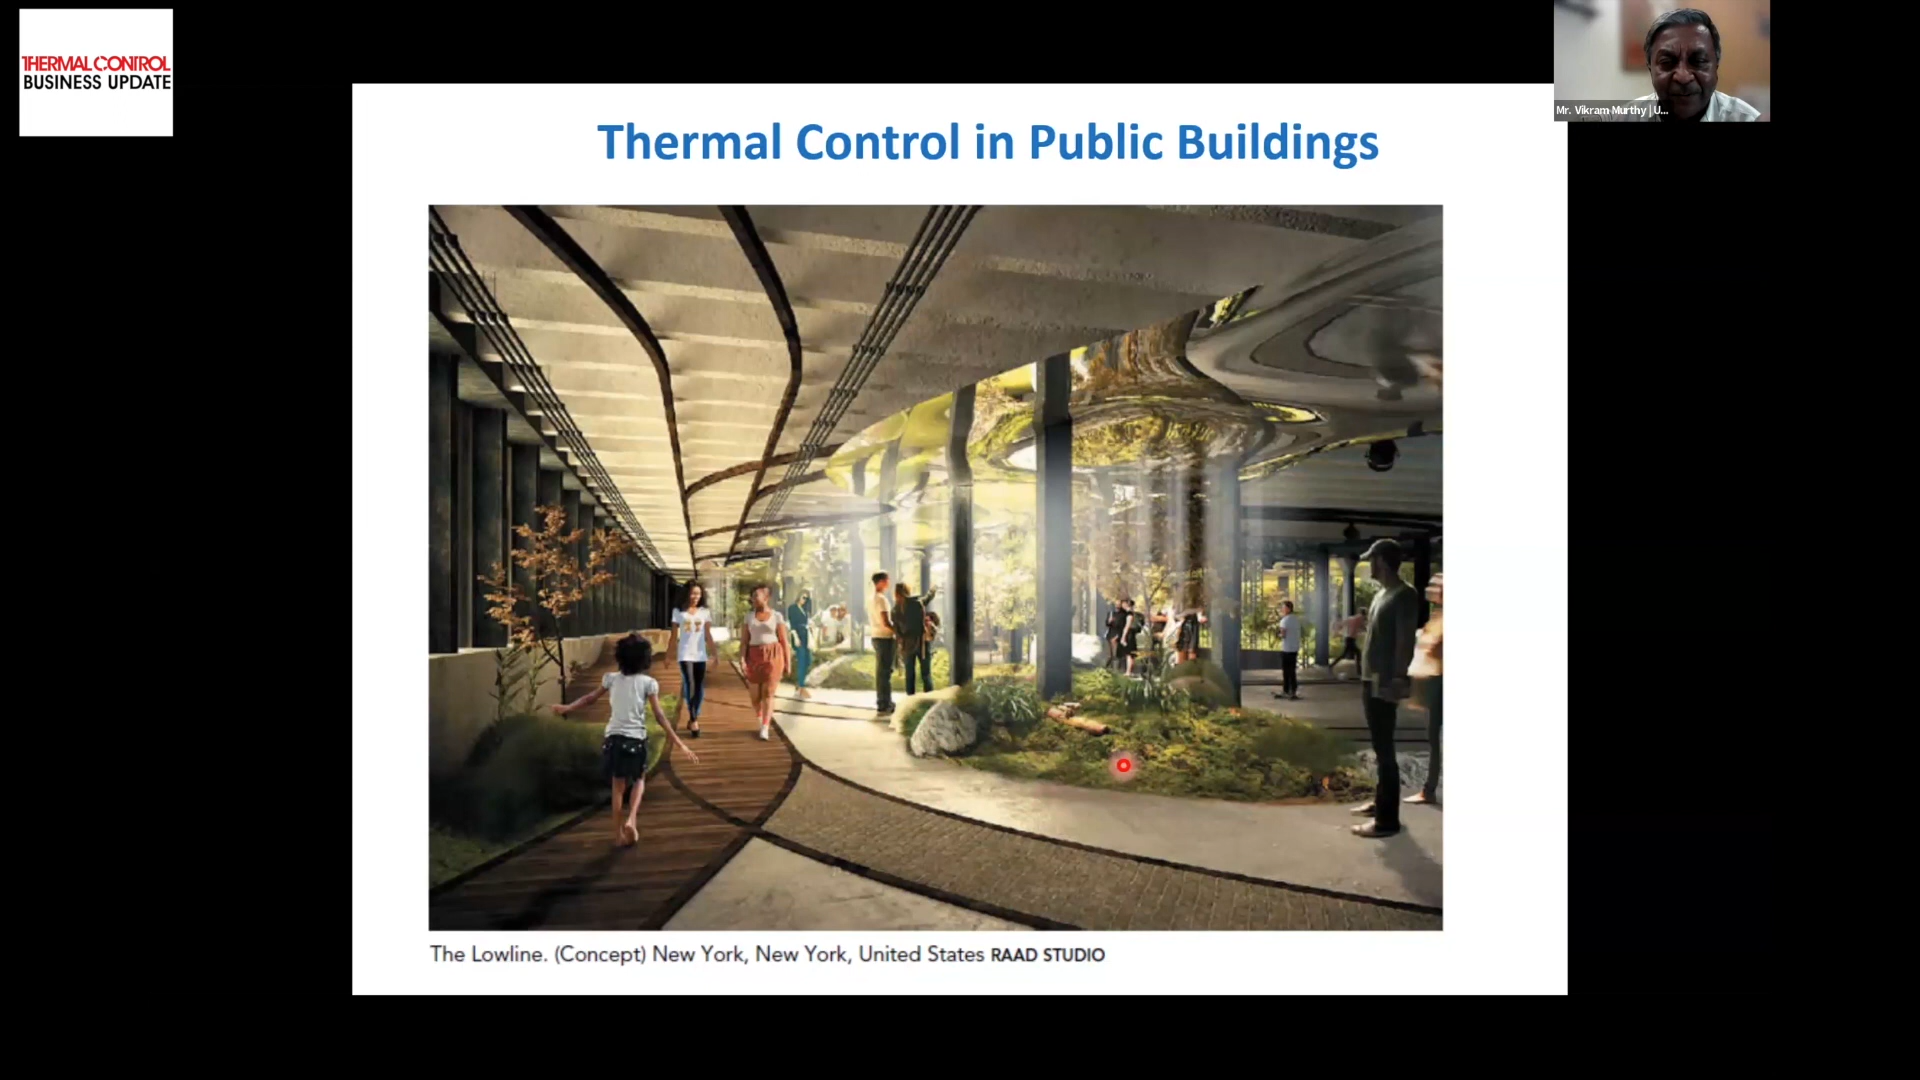 THERMAL CONTROL
BUSINESS UPDATE
Mr. Vikram Murthy | U...
Thermal Control in Public Buildings
The Lowline. (Concept) New York, New York, United States RAAD STUDIO